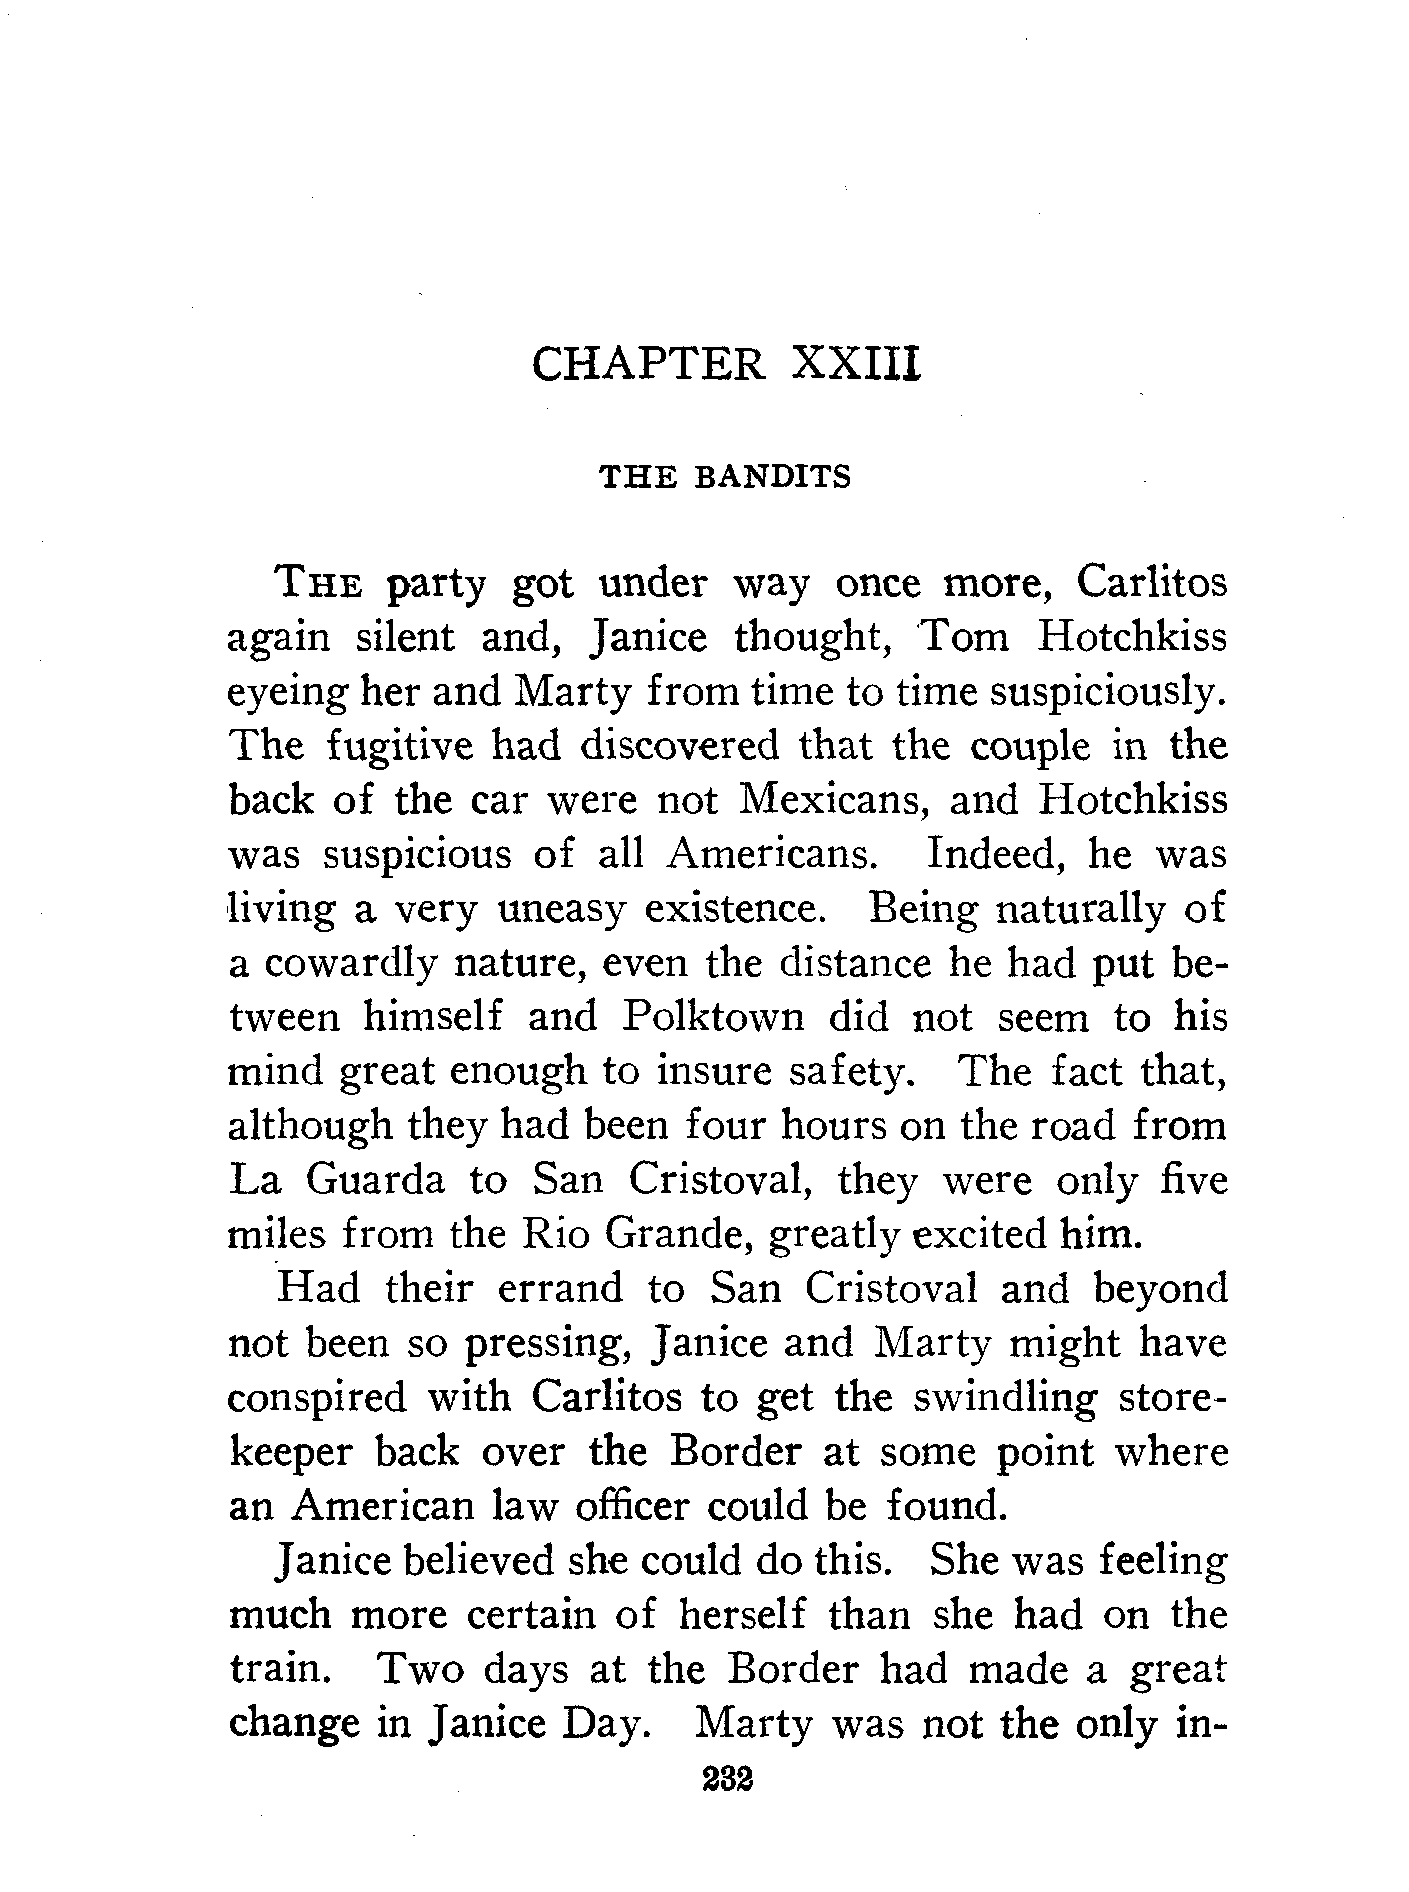 CHAPTER XXIII
THE BANDITS
THE party got under way once more, Carlitos
again silent and, Janice thought, Tom Hotchkiss
eyeing her and Marty from time to time suspiciously.
The fugitive had discovered that the couple in the
back of the car were not Mexicans, and Hotchkiss
was suspicious of all Americans. Indeed, he was
living a very uneasy existence. Being naturally of
a cowardly nature, even the distance he had put be-
tween himself and Polktown did not seem to his
mind great enough to insure safety. The fact that,
although they had been four hours on the road from
La Guarda to San Cristoval, they were only five
miles from the Rio Grande, greatly excited him.
Had their errand to San Cristoval and beyond
not been so pressing, Janice and Marty might have
conspired with Carlitos to get the swindling store-
keeper back over the Border at some point where
an American law officer could be found.
Janice believed she could do this. She was feeling
much more certain of herself than she had on the
train. Two days at the Border had made a great
change in Janice Day. Marty was not the only in-
232